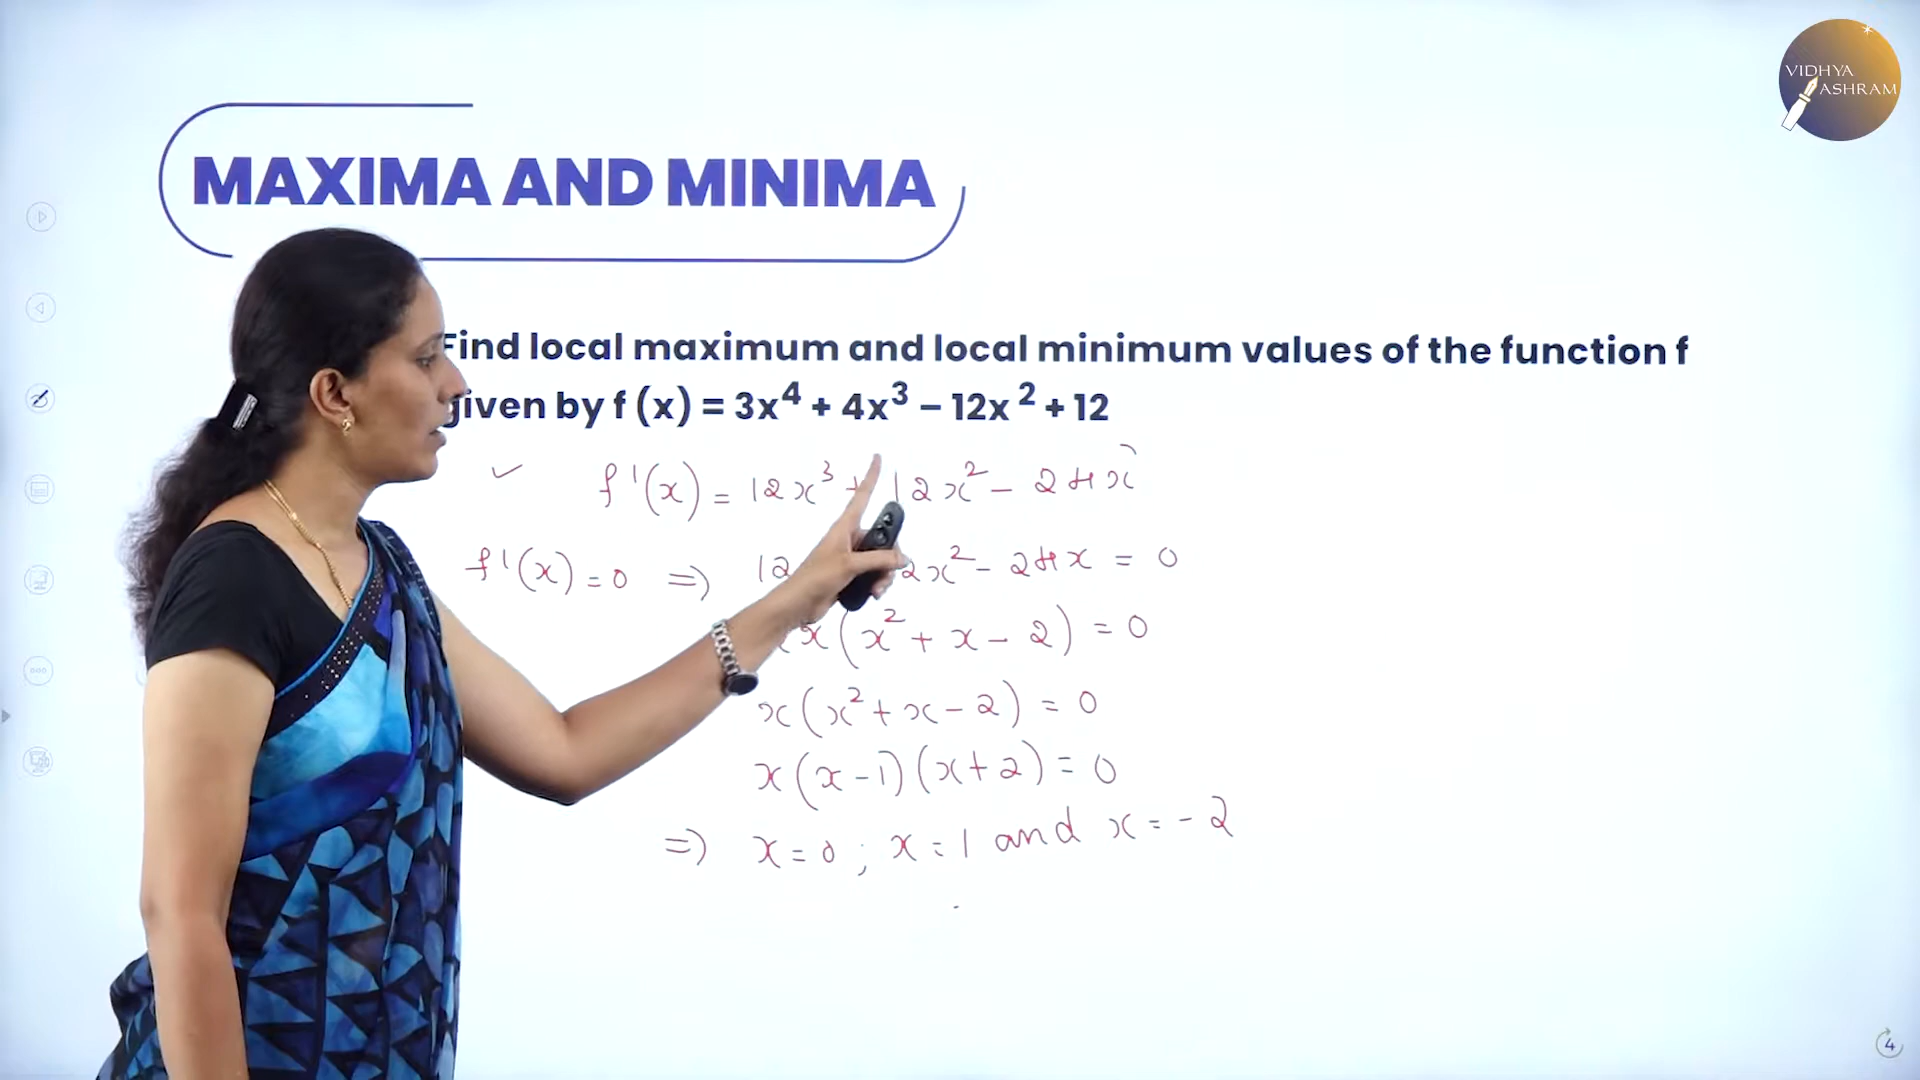 VIDHYA
ASHRAM
MAXIMA AND MINIMA
Find local maximum and local minimum values of the function f
given by f (x) = 3x⁴ + 4x³ – 12x² + 12
✓ f'(x) = 12x³ + 12x² - 24x
f'(x) = 0 ⇒ 12 2x² - 24x = 0
x(x² + x - 2) = 0
x(x² + x - 2) = 0
x(x - 1)(x + 2) = 0
⇒ x = 0 ; x = 1 and x = -2
4